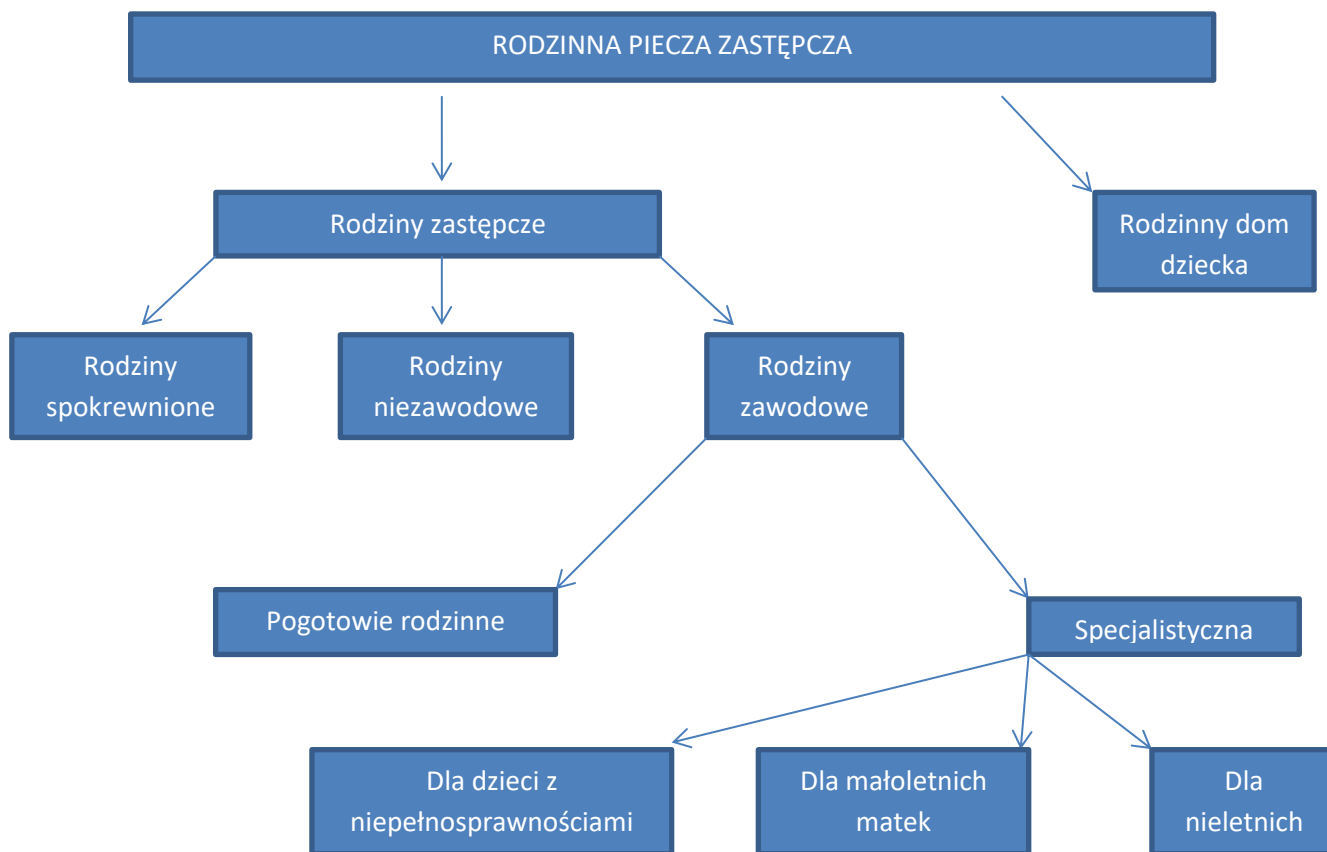 RODZINNA PIECZA ZASTĘPCZA
Rodziny zastępcze
Rodzinny dom
dziecka
Rodziny
spokrewnione
Rodziny
niezawodowe
Rodziny
zawodowe
Pogotowie rodzinne
Specjalistyczna
Dla dzieci z
niepełnosprawnościami
Dla małoletnich
matek
Dla
nieletnich